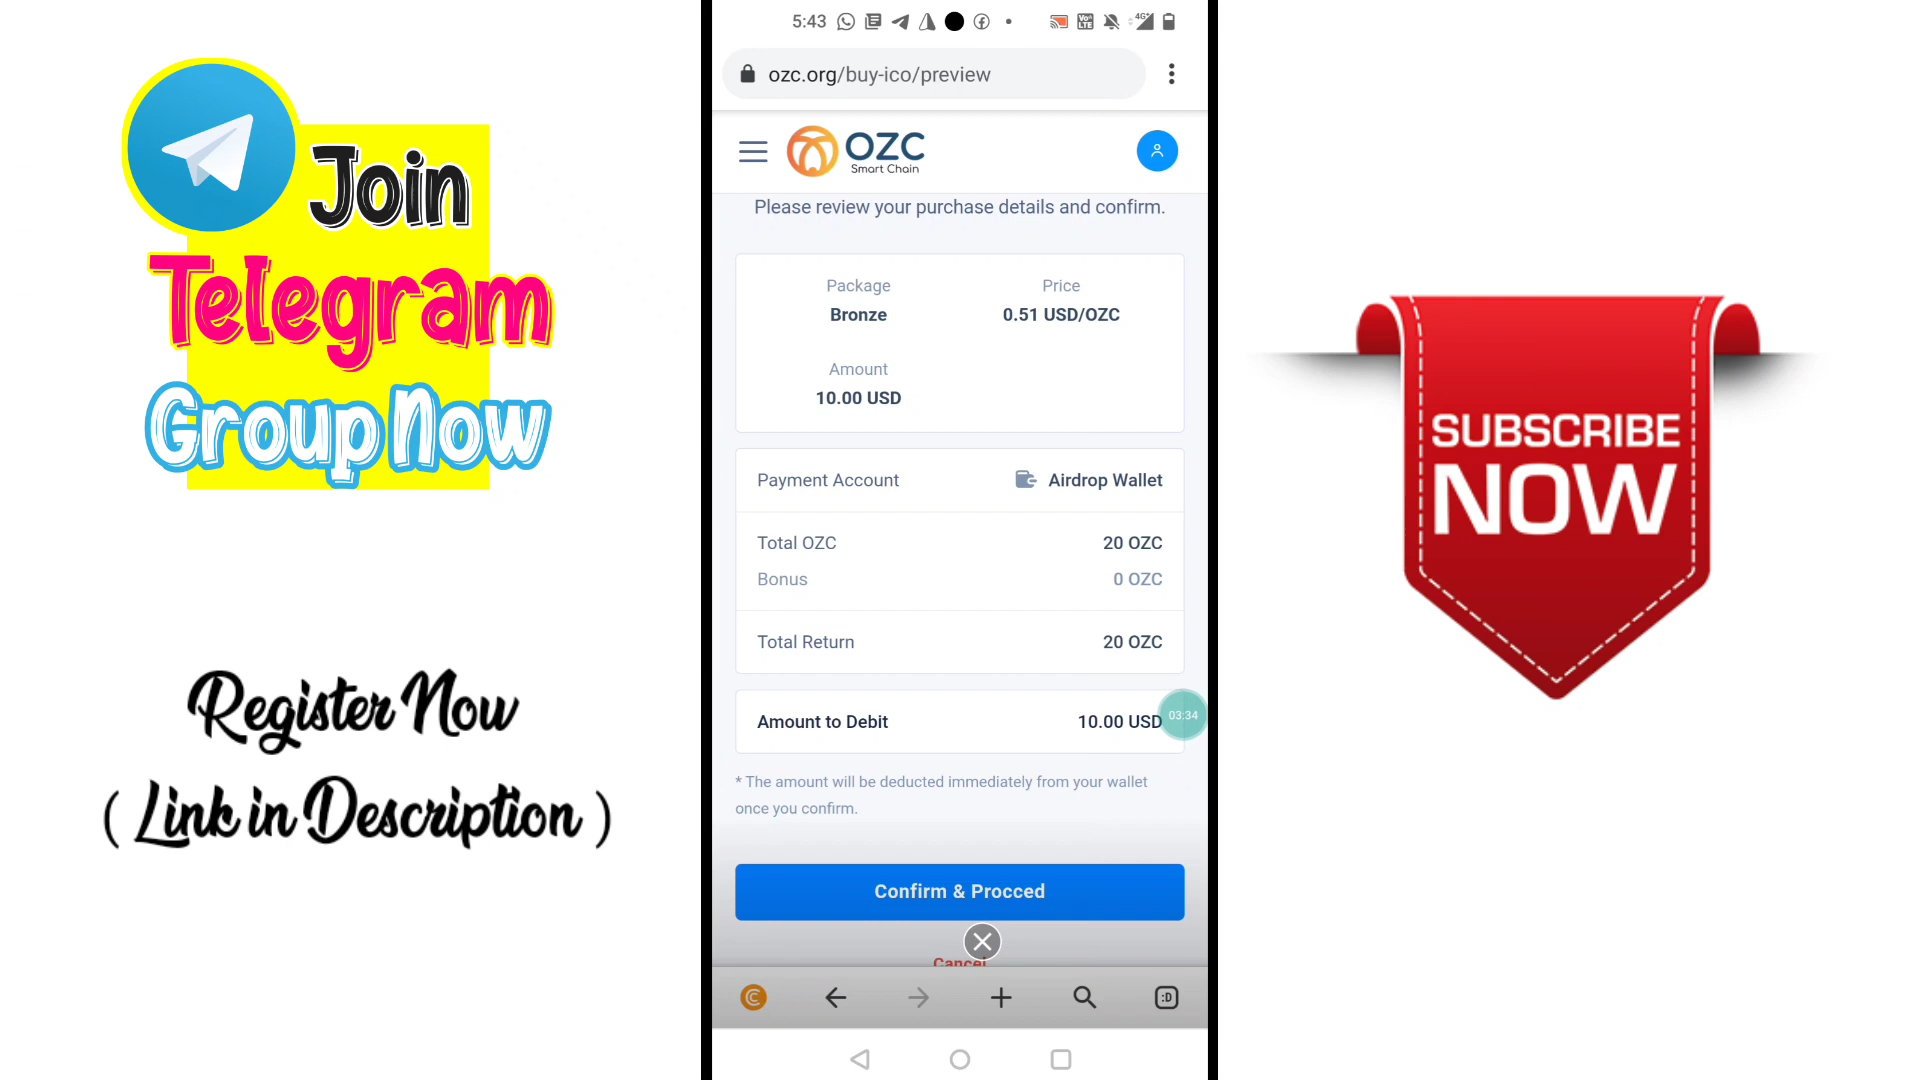 Join
Telegram
Group Now
Register Now
( Link in Description )
5:43
Vo LTE
4G+
ozc.org/buy-ico/preview
OZC
Smart Chain
Please review your purchase details and confirm.
Package
Bronze
Price
0.51 USD/OZC
Amount
10.00 USD
Payment Account
Airdrop Wallet
Total OZC
20 OZC
Bonus
0 OZC
Total Return
20 OZC
Amount to Debit
10.00 USD
03:34
* The amount will be deducted immediately from your wallet
once you confirm.
Confirm & Procced
Cancel
:D
SUBSCRIBE
NOW